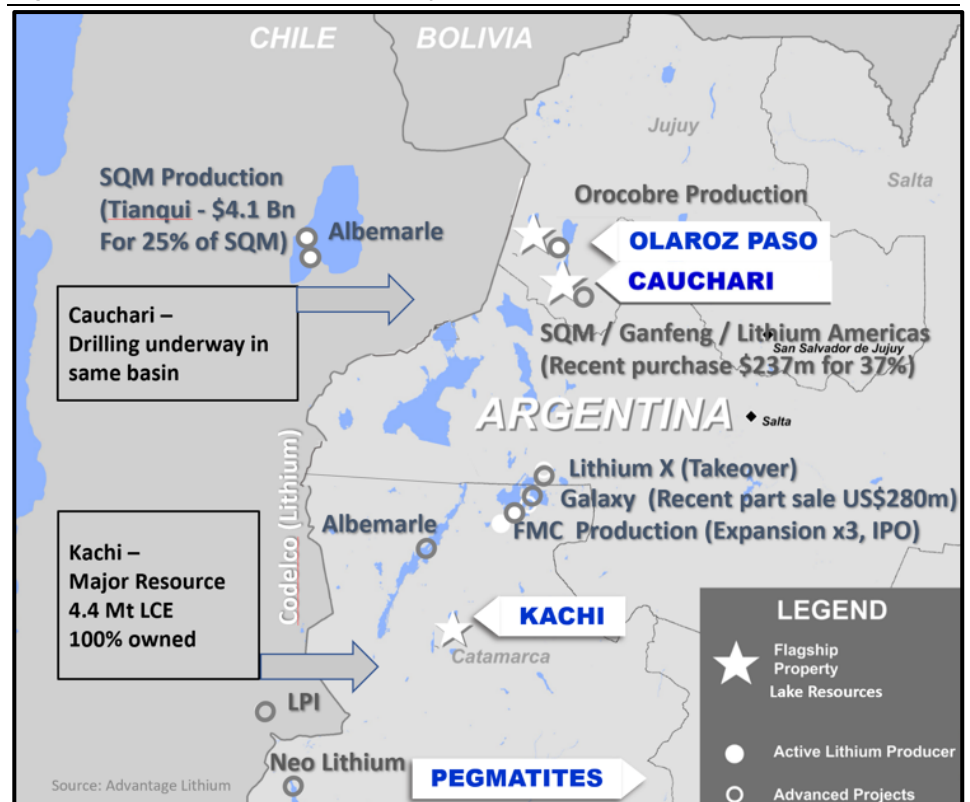 CHILE
BOLIVIA
Jujuy
Salta
SQM Production
(Tianqui - $4.1 Bn
For 25% of SQM)
Albemarle
Orocobre Production
OLAROZ PASO
CAUCHARI
Cauchari –
Drilling underway in
same basin
SQM / Ganfeng / Lithium Americas
San Salvador de Jujuy
(Recent purchase $237m for 37%)
ARGENTINA
Salta
Codelco (Lithium)
Lithium X (Takeover)
Galaxy (Recent part sale US$280m)
FMC Production (Expansion x3, IPO)
Albemarle
Kachi –
Major Resource
4.4 Mt LCE
100% owned
KACHI
Catamarca
LPI
Neo Lithium
PEGMATITES
Source: Advantage Lithium
LEGEND
Flagship
Property
Lake Resources
Active Lithium Producer
Advanced Projects